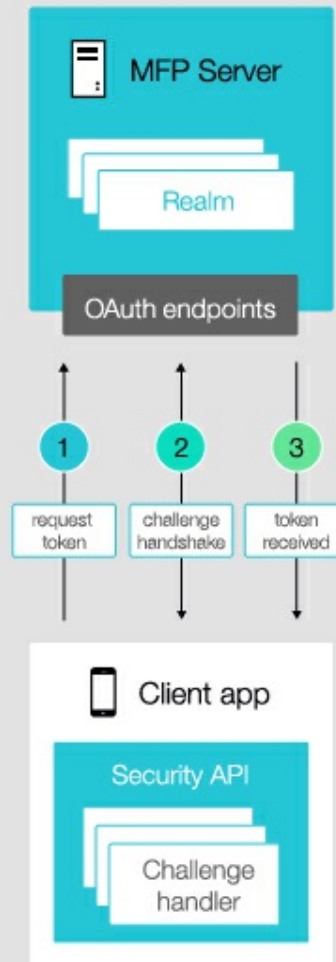 MFP Server
Realm
OAuth endpoints
1
2
3
request
token
challenge
handshake
token
received
Client app
Security API
Challenge
handler